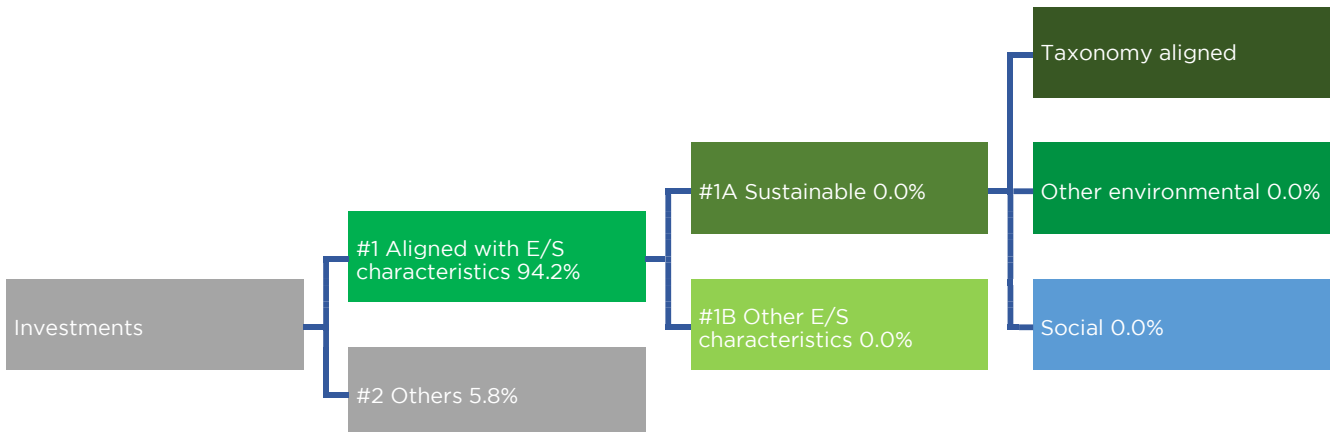 Investments
#1 Aligned with E/S
characteristics 94.2%
#2 Others 5.8%
#1A Sustainable 0.0%
#1B Other E/S
characteristics 0.0%
Taxonomy aligned
Other environmental 0.0%
Social 0.0%